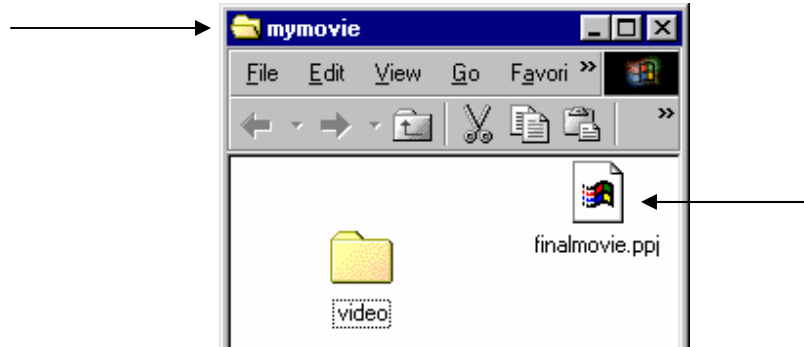 mymovie
File Edit View Go Favori »
»
finalmovie.ppj
video